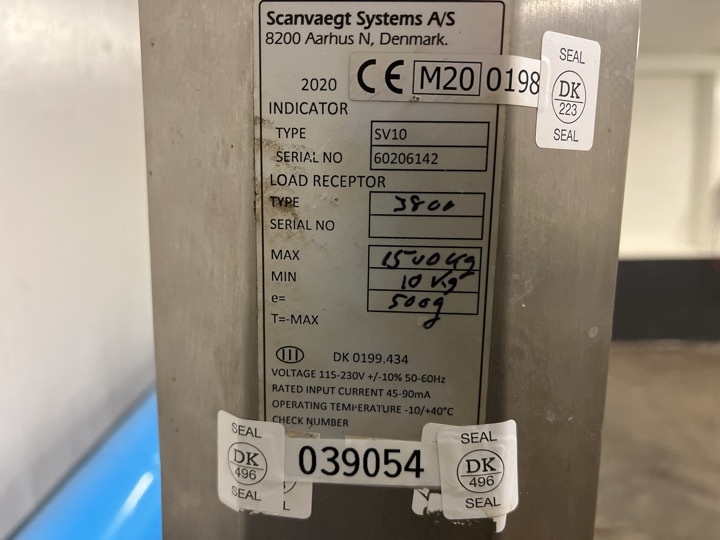 Scanvaegt Systems A/S
8200 Aarhus N, Denmark.
2020 CE M20 0198
SEAL
DK
223
SEAL
INDICATOR
TYPE SV10
SERIAL NO 60206142
LOAD RECEPTOR
TYPE 3800
SERIAL NO
MAX 1500 kg
MIN 10 kg
e= 500g
T=-MAX
III DK 0199.434
VOLTAGE 115-230V +/-10% 50-60Hz
RATED INPUT CURRENT 45-90mA
OPERATING TEMPERATURE -10/+40°C
CHECK NUMBER
SEAL
DK
496
SEAL
039054
SEAL
DK
496
SEAL